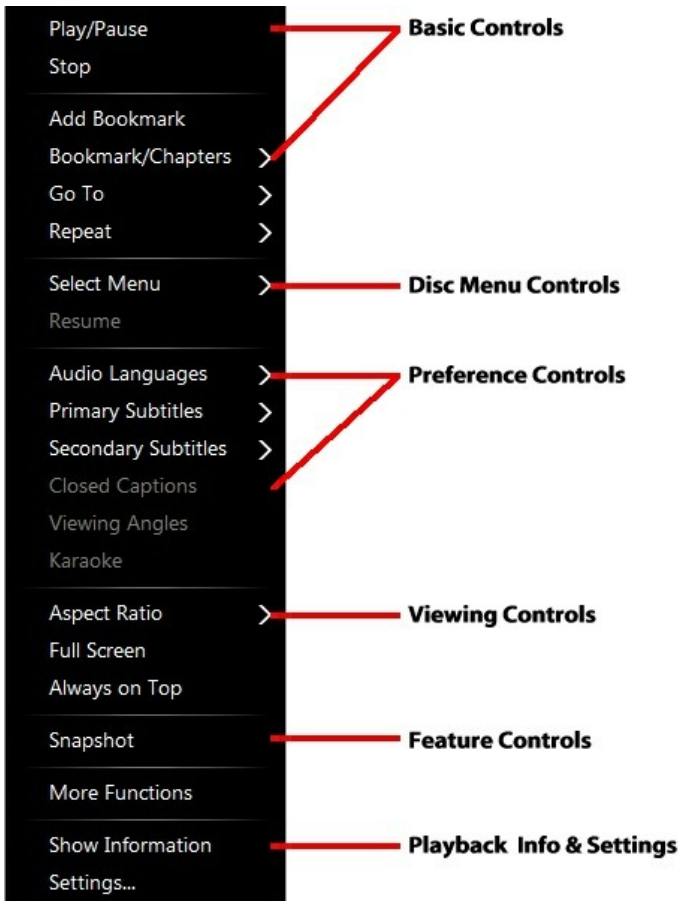 Play/Pause
Basic Controls
Stop
Add Bookmark
Bookmark/Chapters
Go To
Repeat
Select Menu
Disc Menu Controls
Resume
Audio Languages
Preference Controls
Primary Subtitles
Secondary Subtitles
Closed Captions
Viewing Angles
Karaoke
Aspect Ratio
Viewing Controls
Full Screen
Always on Top
Snapshot
Feature Controls
More Functions
Show Information
Playback Info & Settings
Settings...